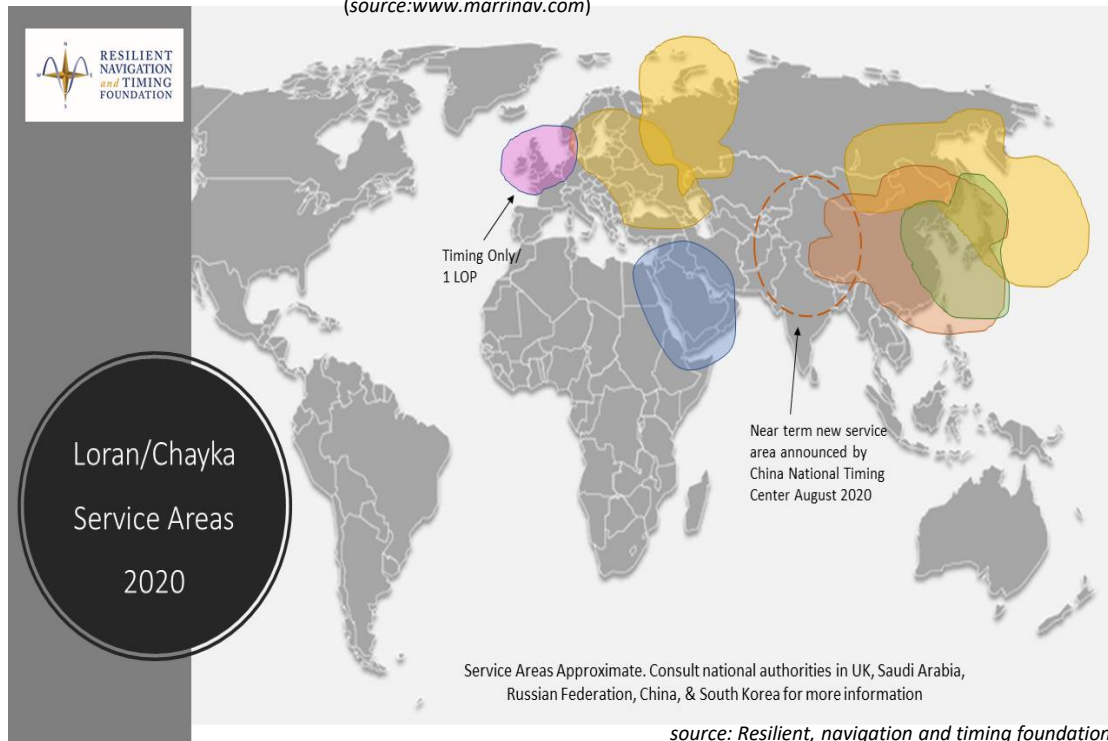 (source:www.marrinav.com)
N
W
E
S
RESILIENT
NAVIGATION
and TIMING
FOUNDATION
Timing Only/
1 LOP
Near term new service
area announced by
China National Timing
Center August 2020
Loran/Chayka
Service Areas
2020
Service Areas Approximate. Consult national authorities in UK, Saudi Arabia,
Russian Federation, China, & South Korea for more information
source: Resilient, navigation and timing foundation